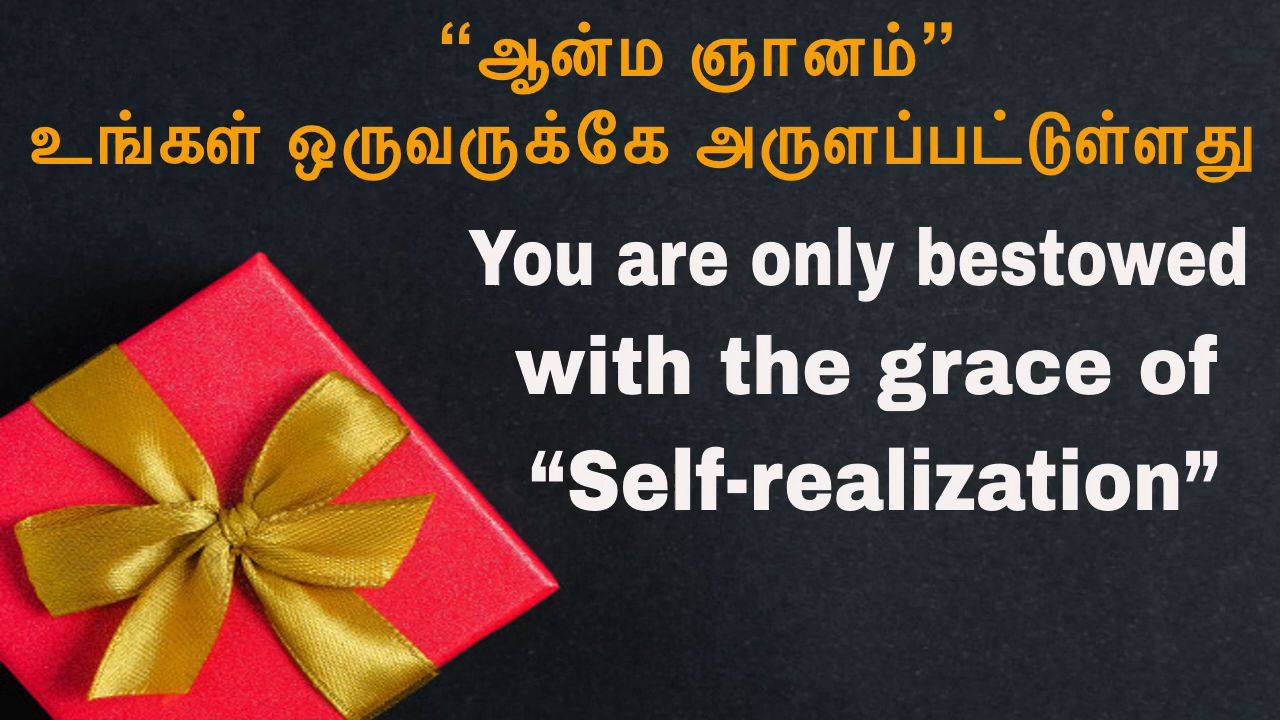 “ஆன்ம ஞானம்”
உங்கள் ஒருவருக்கே அருளப்பட்டுள்ளது
You are only bestowed
with the grace of
“Self-realization”